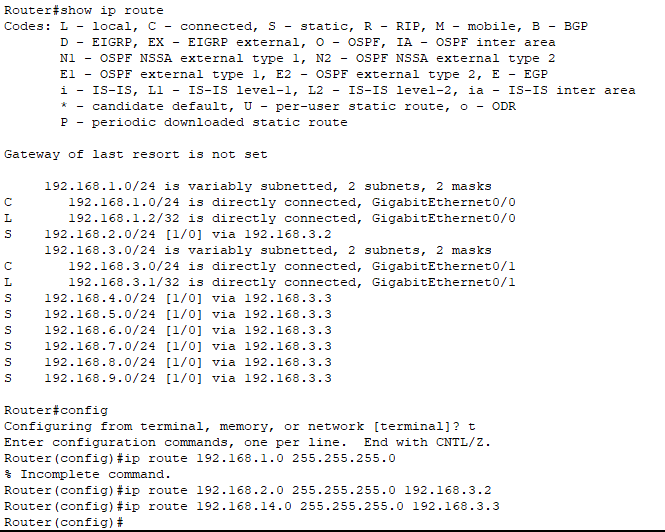 Router#show ip route
Codes: L - local, C - connected, S - static, R - RIP, M - mobile, B - BGP
       D - EIGRP, EX - EIGRP external, O - OSPF, IA - OSPF inter area
       N1 - OSPF NSSA external type 1, N2 - OSPF NSSA external type 2
       E1 - OSPF external type 1, E2 - OSPF external type 2, E - EGP
       i - IS-IS, L1 - IS-IS level-1, L2 - IS-IS level-2, ia - IS-IS inter area
       * - candidate default, U - per-user static route, o - ODR
       P - periodic downloaded static route

Gateway of last resort is not set

     192.168.1.0/24 is variably subnetted, 2 subnets, 2 masks
C       192.168.1.0/24 is directly connected, GigabitEthernet0/0
L       192.168.1.2/32 is directly connected, GigabitEthernet0/0
S    192.168.2.0/24 [1/0] via 192.168.3.2
     192.168.3.0/24 is variably subnetted, 2 subnets, 2 masks
C       192.168.3.0/24 is directly connected, GigabitEthernet0/1
L       192.168.3.1/32 is directly connected, GigabitEthernet0/1
S    192.168.4.0/24 [1/0] via 192.168.3.3
S    192.168.5.0/24 [1/0] via 192.168.3.3
S    192.168.6.0/24 [1/0] via 192.168.3.3
S    192.168.7.0/24 [1/0] via 192.168.3.3
S    192.168.8.0/24 [1/0] via 192.168.3.3
S    192.168.9.0/24 [1/0] via 192.168.3.3

Router#config
Configuring from terminal, memory, or network [terminal]? t
Enter configuration commands, one per line.  End with CNTL/Z.
Router(config)#ip route 192.168.1.0 255.255.255.0
% Incomplete command.
Router(config)#ip route 192.168.2.0 255.255.255.0 192.168.3.2
Router(config)#ip route 192.168.14.0 255.255.255.0 192.168.3.3
Router(config)#